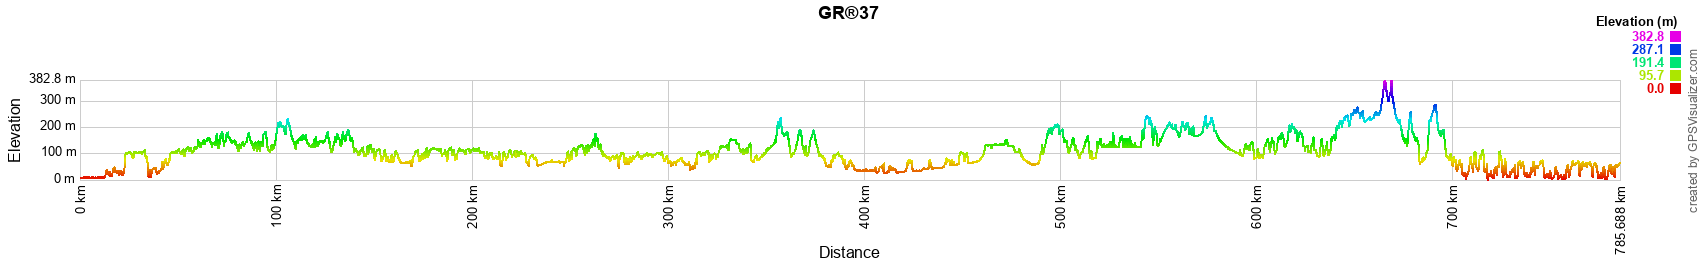 GR®37
Elevation (m)
382.8
287.1
191.4
95.7
0.0
382.8 m
300 m
200 m
100 m
0 m
Elevation
0 km
100 km
200 km
300 km
400 km
500 km
600 km
700 km
785.688 km
Distance
created by GPSVisualizer.com